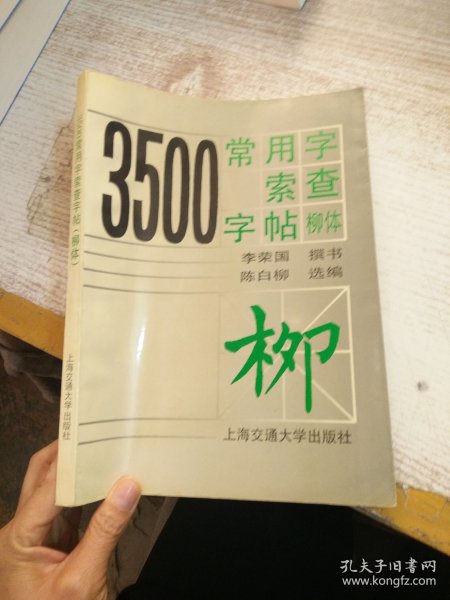 3500
常用字
索查
字帖 柳体
李荣国 撰书
陈白柳 选编
柳
上海交通大学出版社
3500常用字索查字帖(柳体)
上海交通大学出版社
孔夫子旧书网
www.kongfz.com